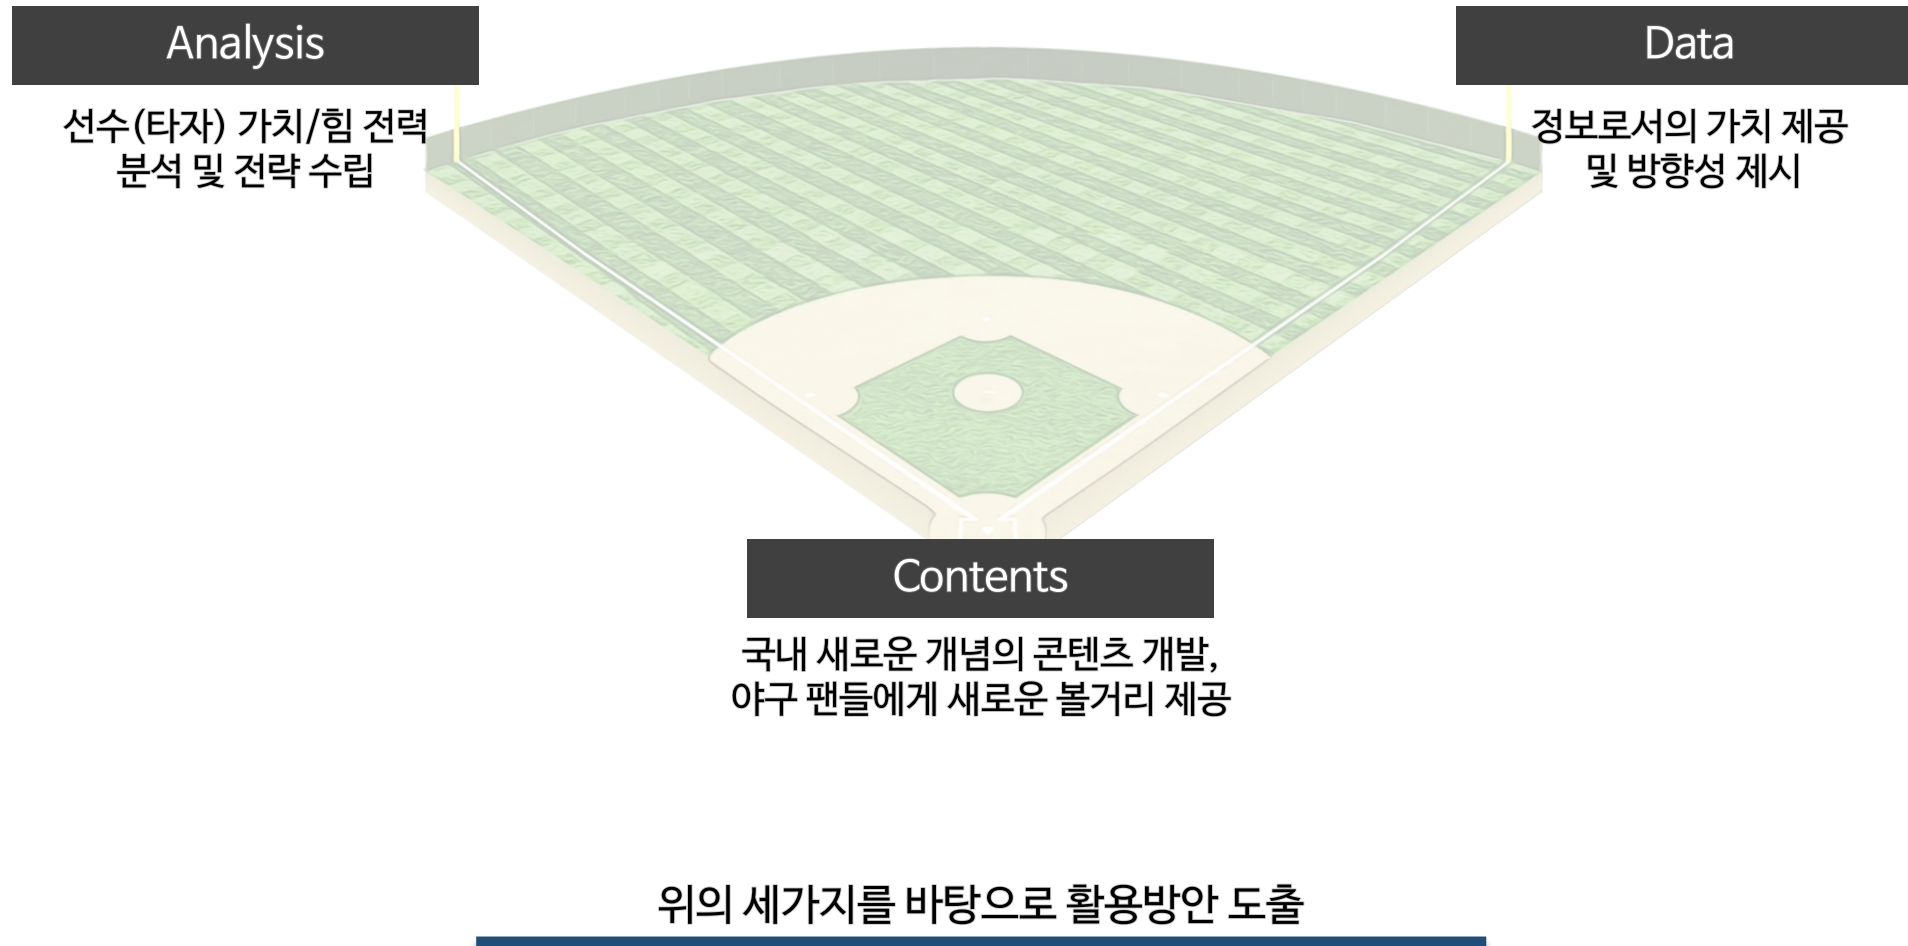 Analysis
선수(타자) 가치/힘 전력
분석 및 전략 수립
Data
정보로서의 가치 제공
및 방향성 제시
Contents
국내 새로운 개념의 콘텐츠 개발,
야구 팬들에게 새로운 볼거리 제공
위의 세가지를 바탕으로 활용방안 도출